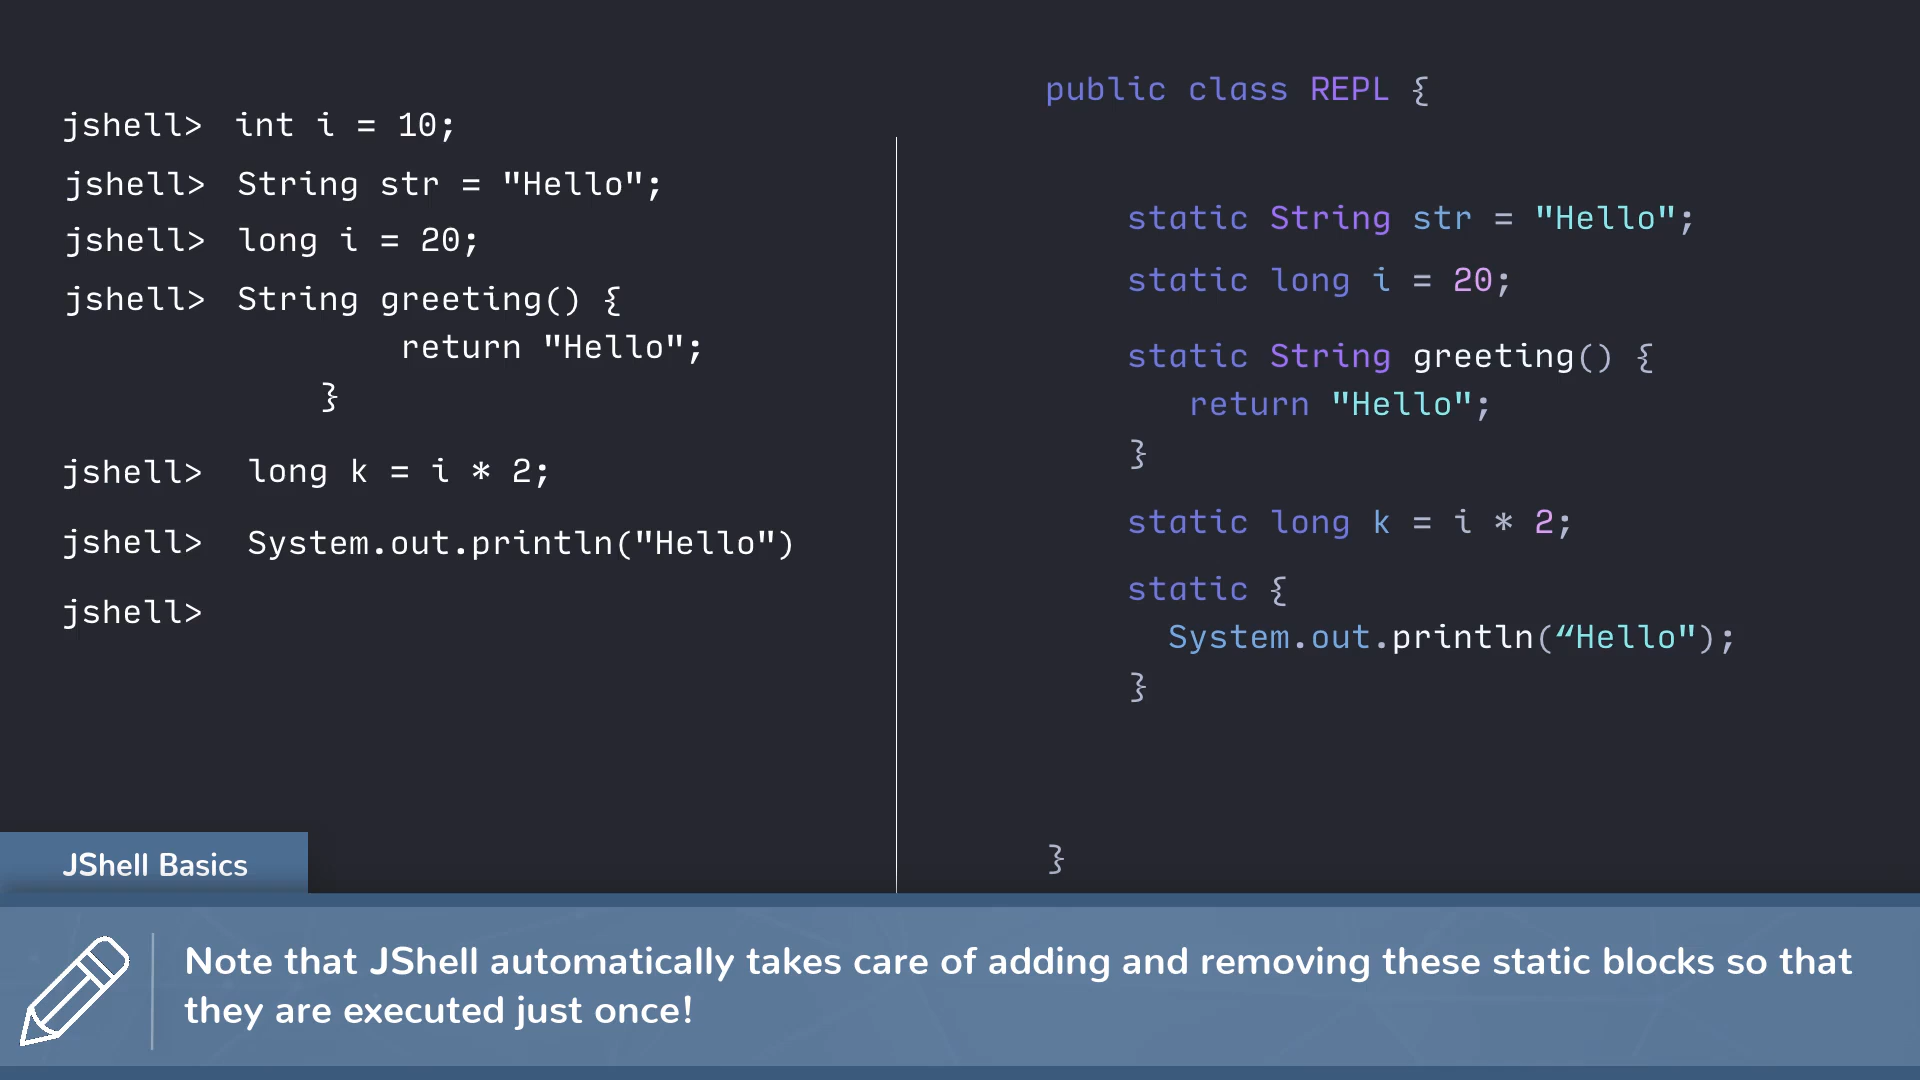 jshell> int i = 10;
jshell> String str = "Hello";
jshell> long i = 20;
jshell> String greeting() {
return "Hello";
}
jshell> long k = i * 2;
jshell> System.out.println("Hello")
jshell>
public class REPL {
static String str = "Hello";
static long i = 20;
static String greeting() {
return "Hello";
}
static long k = i * 2;
static {
System.out.println(“Hello");
}
}
JShell Basics
Note that JShell automatically takes care of adding and removing these static blocks so that
they are executed just once!